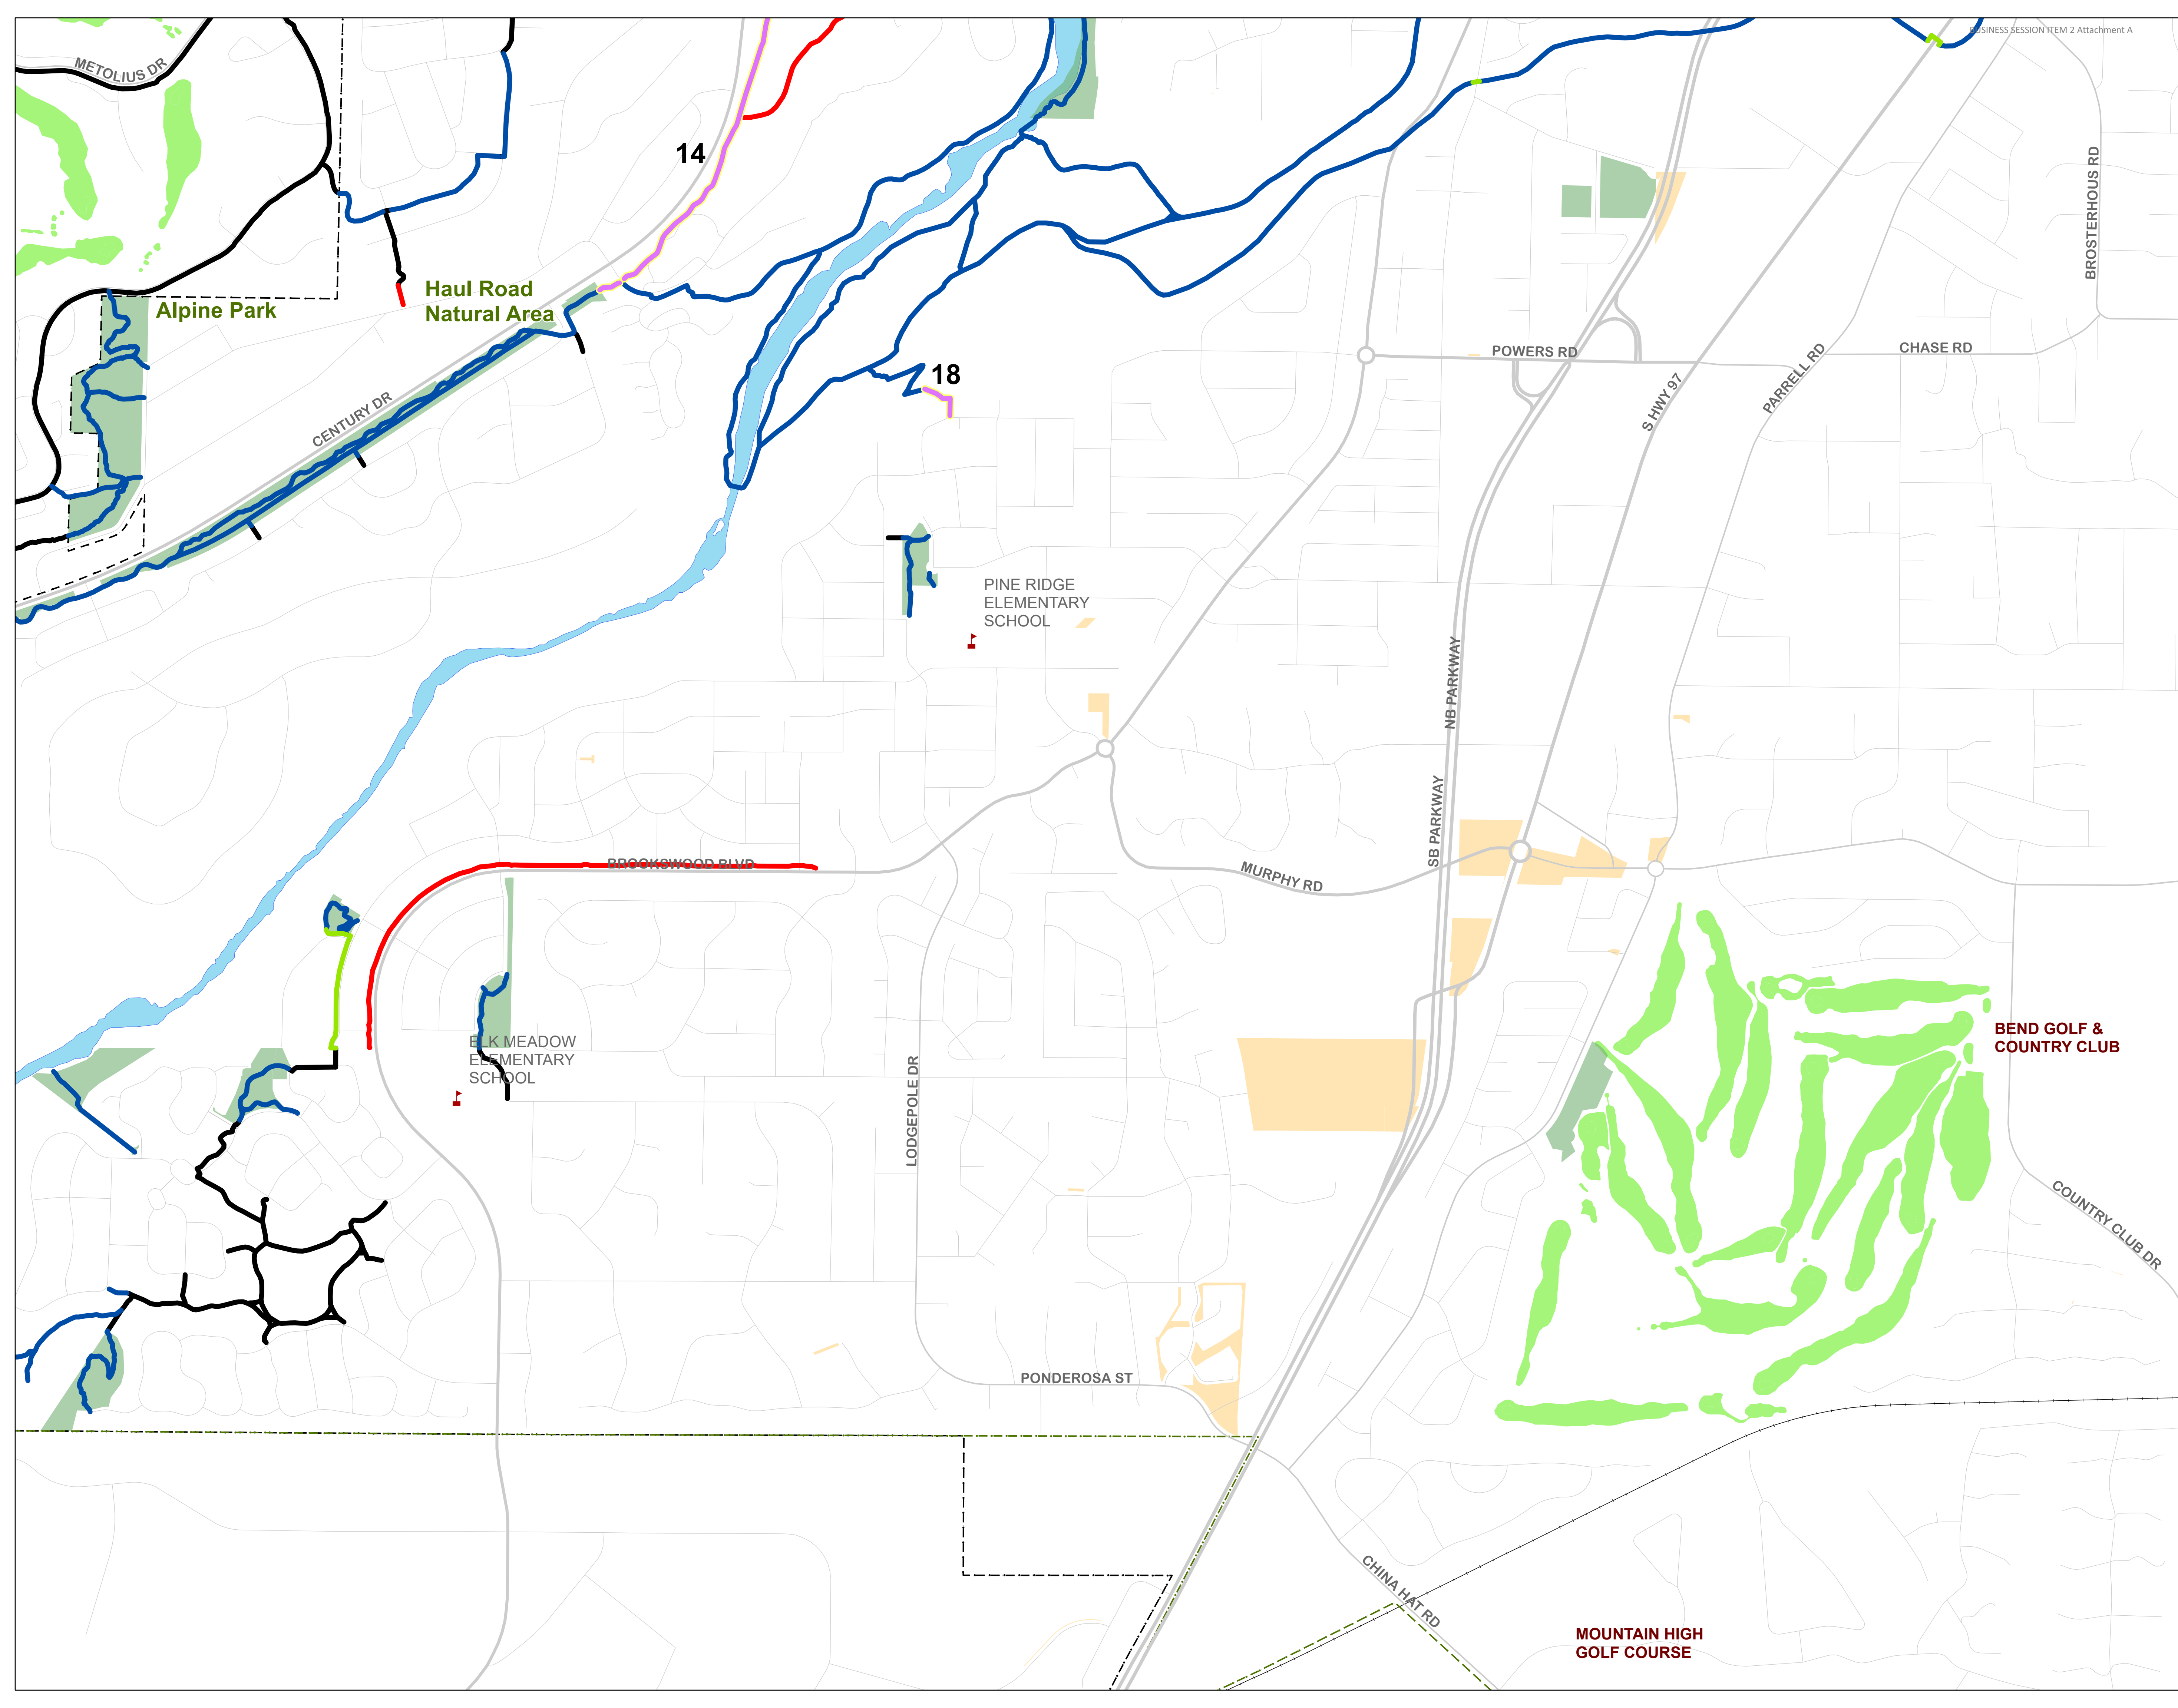 BUSINESS SESSION ITEM 2 Attachment A
METOLIUS DR
14
BROSTERHOUS RD
Haul Road
Natural Area
Alpine Park
POWERS RD
CHASE RD
18
PARRELL RD
S HWY 97
CENTURY DR
PINE RIDGE
ELEMENTARY
SCHOOL
NB PARKWAY
SB PARKWAY
BROOKSWOOD BLVD
MURPHY RD
BEND GOLF &
COUNTRY CLUB
ELK MEADOW
ELEMENTARY
SCHOOL
LODGEPOLE DR
COUNTRY CLUB DR
PONDEROSA ST
CHINA HAT RD
MOUNTAIN HIGH
GOLF COURSE